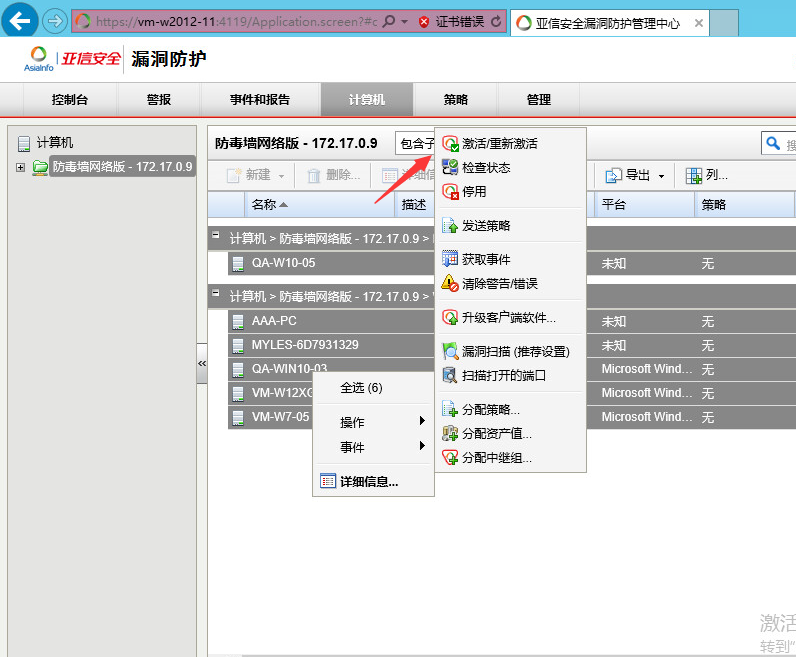 https://vm-w2012-11:4119/Application.screen?#c
证书错误
亚信安全漏洞防护管理中心
AsiaInfo 亚信安全 漏洞防护
控制台 警报 事件和报告 计算机 策略 管理
计算机
防毒墙网络版 - 172.17.0.9
防毒墙网络版 - 172.17.0.9 包含子
新建 删除... 详细信 导出 列... 搜
名称 描述 平台 策略
计算机 > 防毒墙网络版 - 172.17.0.9 >
QA-W10-05 未知 无
计算机 > 防毒墙网络版 - 172.17.0.9 >
AAA-PC 未知 无
MYLES-6D7931329 未知 无
QA-WIN10-03 Microsoft Wind... 无
VM-W12X Microsoft Wind... 无
VM-W7-05 Microsoft Wind... 无
全选 (6)
操作
事件
详细信息...
激活/重新激活
检查状态
停用
发送策略
获取事件
清除警告/错误
升级客户端软件...
漏洞扫描 (推荐设置)
扫描打开的端口
分配策略...
分配资产值...
分配中继组...
激活
转到"